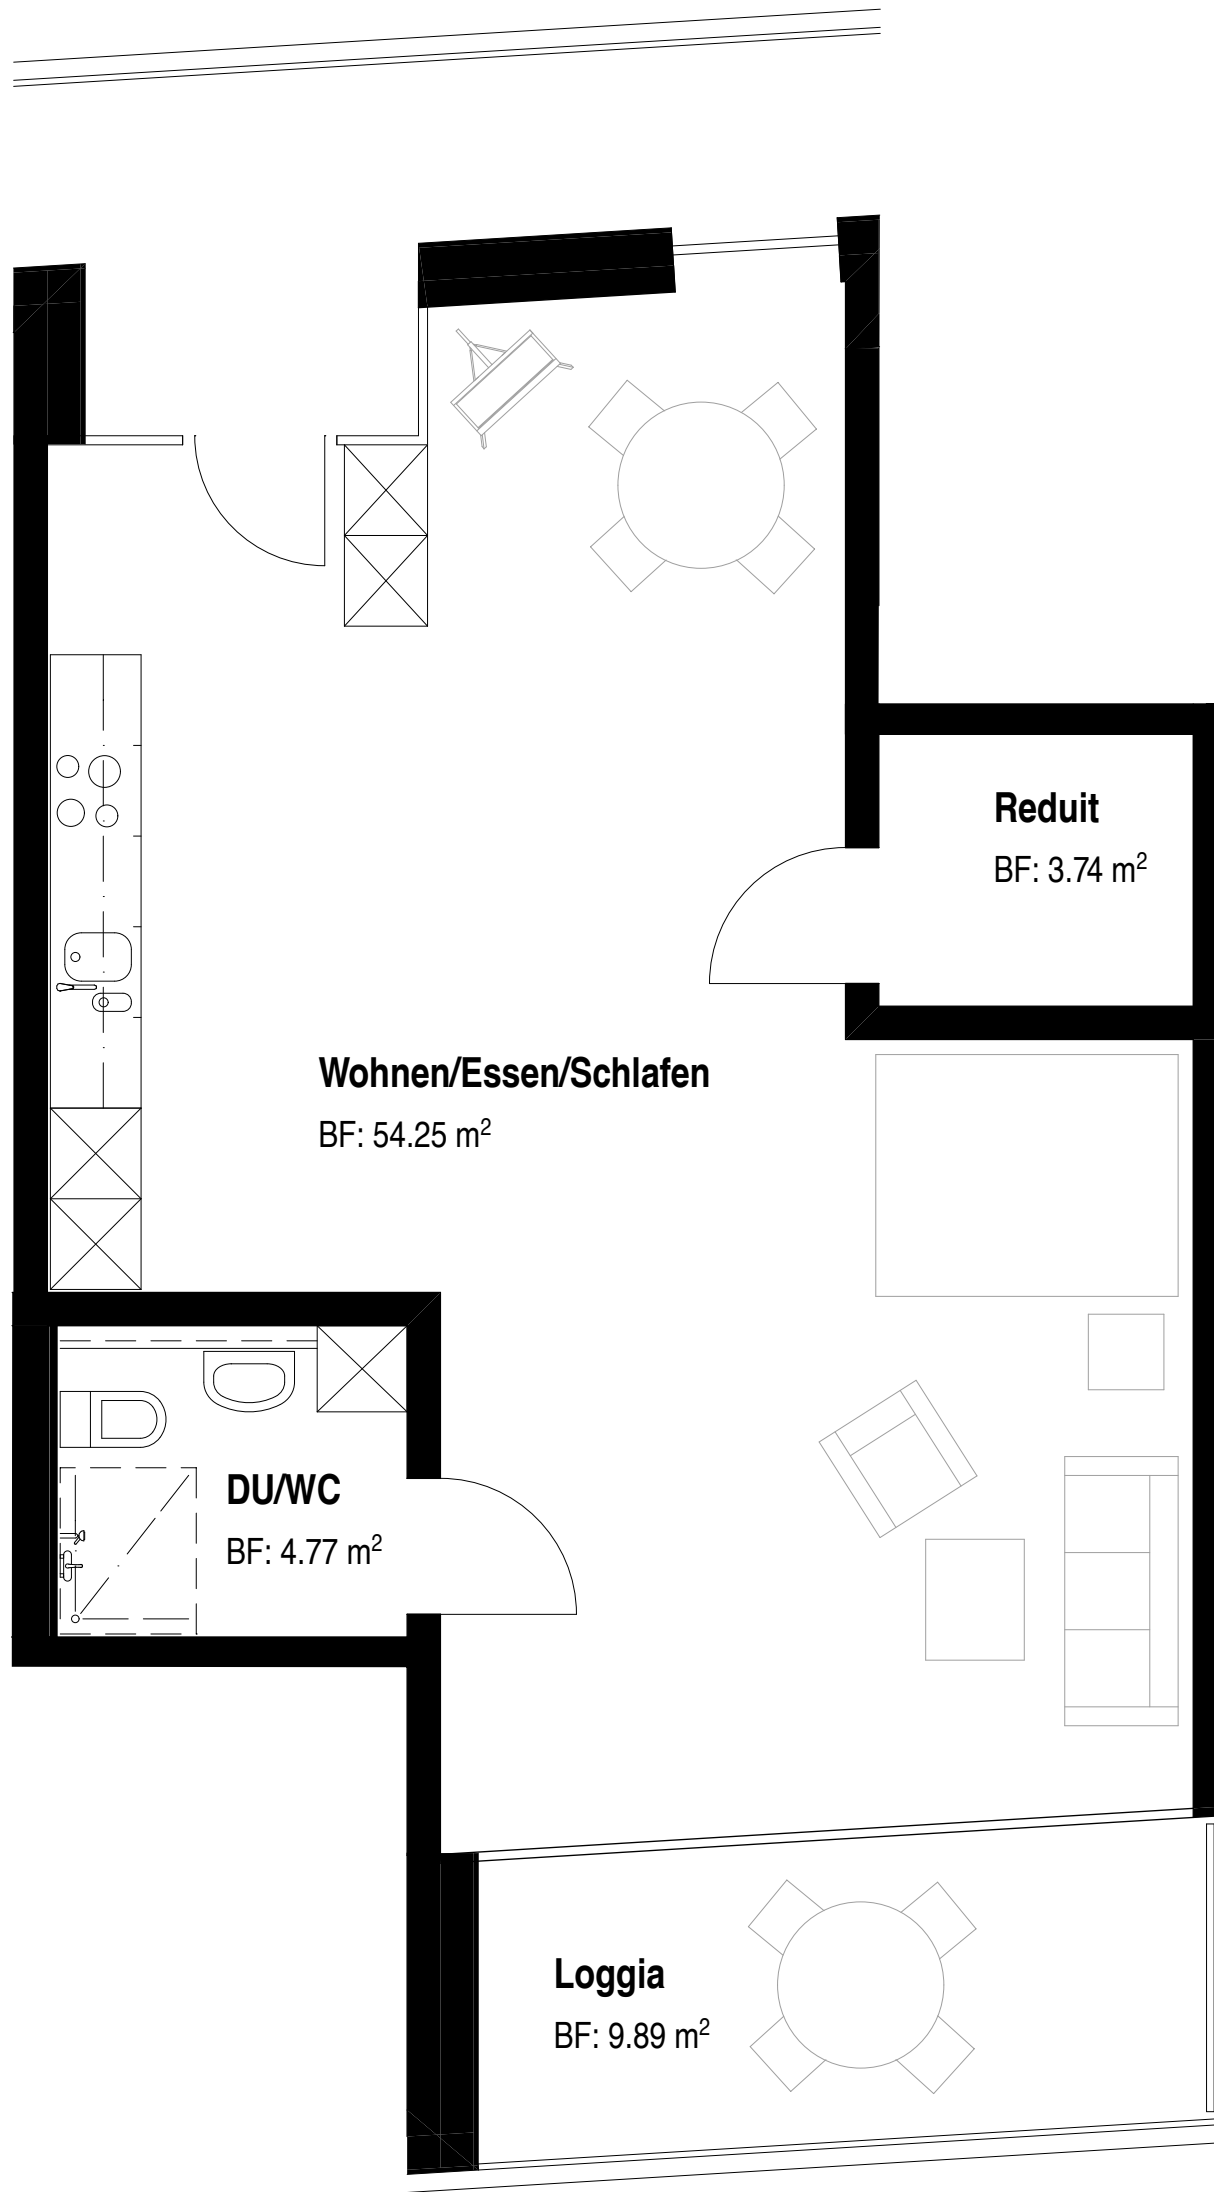 Reduit
BF: 3.74 m²
Wohnen/Essen/Schlafen
BF: 54.25 m²
DU/WC
BF: 4.77 m²
Loggia
BF: 9.89 m²